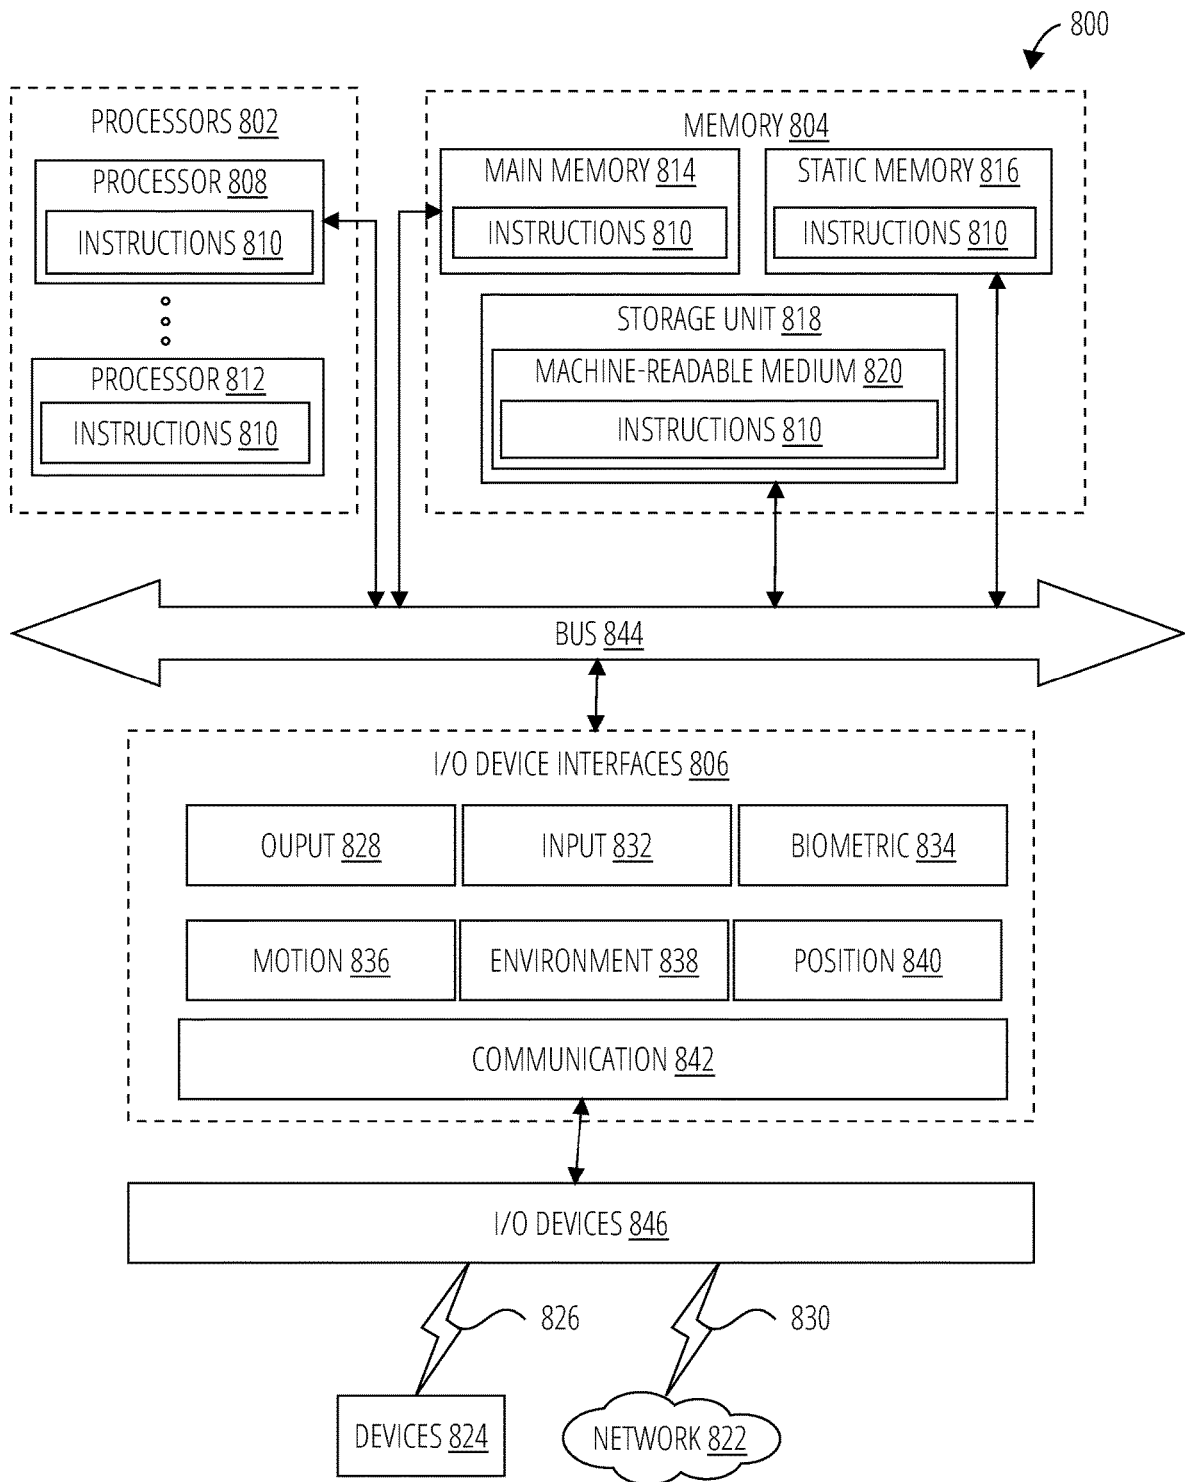 800
PROCESSORS 802
PROCESSOR 808
INSTRUCTIONS 810
PROCESSOR 812
INSTRUCTIONS 810
MEMORY 804
MAIN MEMORY 814
INSTRUCTIONS 810
STATIC MEMORY 816
INSTRUCTIONS 810
STORAGE UNIT 818
MACHINE-READABLE MEDIUM 820
INSTRUCTIONS 810
BUS 844
I/O DEVICE INTERFACES 806
OUPUT 828
INPUT 832
BIOMETRIC 834
MOTION 836
ENVIRONMENT 838
POSITION 840
COMMUNICATION 842
I/O DEVICES 846
826
830
DEVICES 824
NETWORK 822